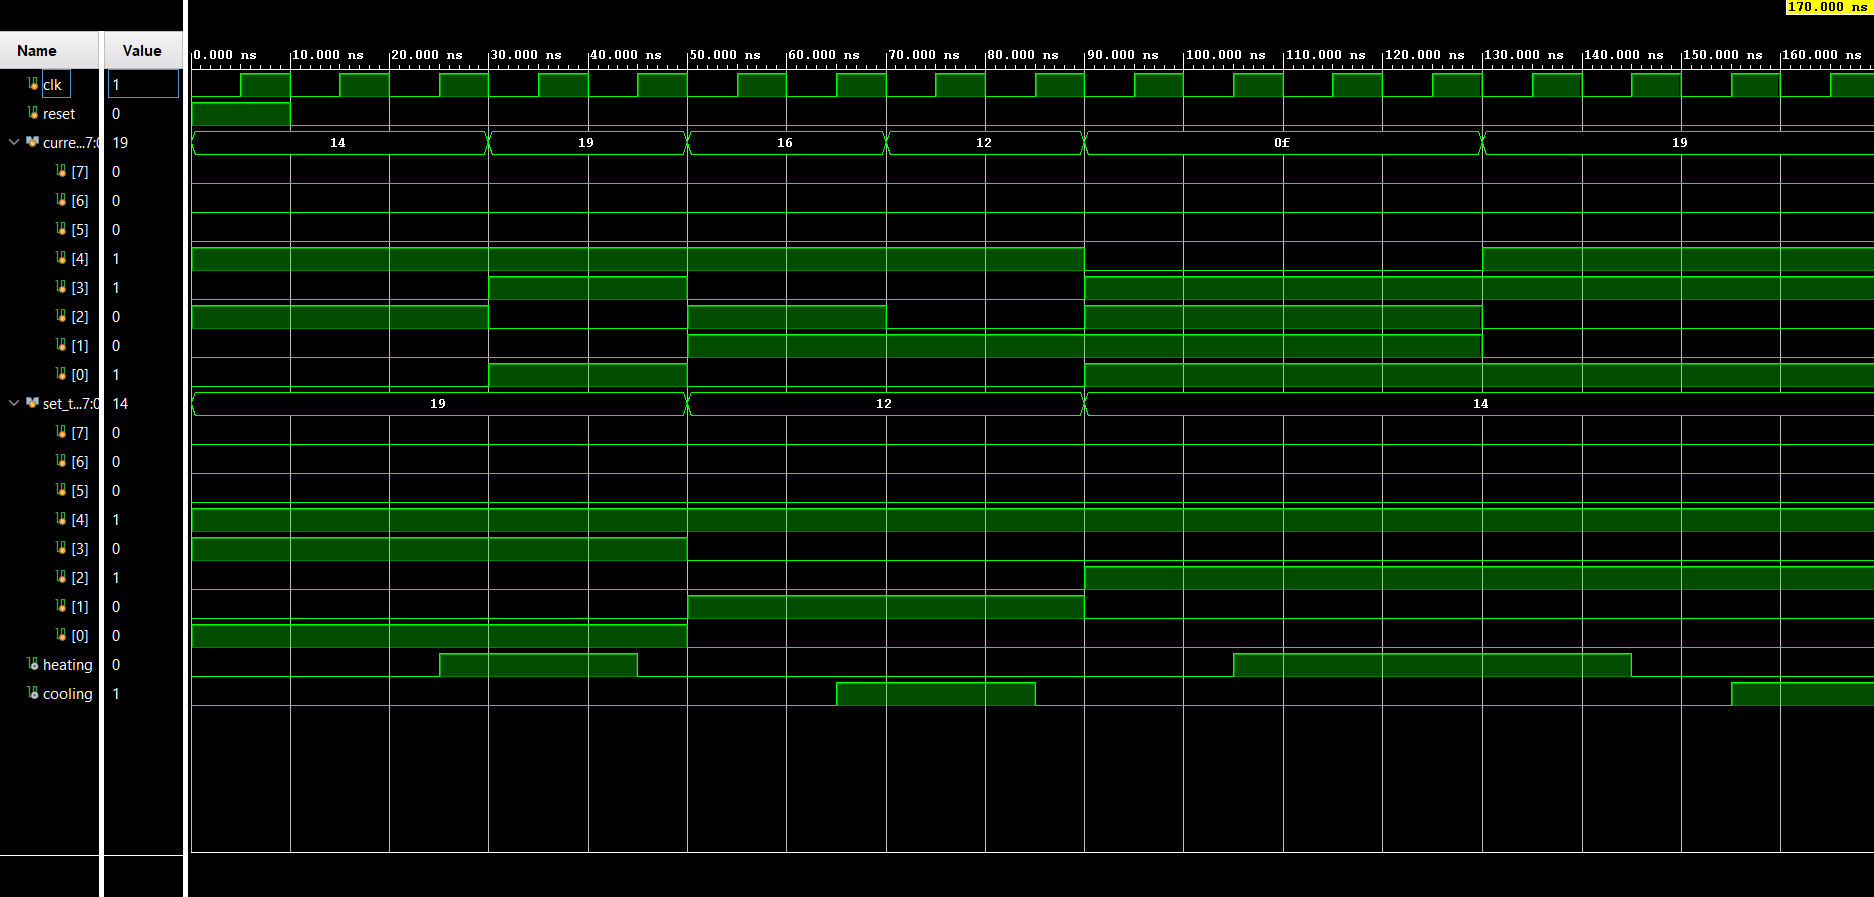 170.000 ns
Name Value
0.000 ns 10.000 ns 20.000 ns 30.000 ns 40.000 ns 50.000 ns 60.000 ns 70.000 ns 80.000 ns 90.000 ns 100.000 ns 110.000 ns 120.000 ns 130.000 ns 140.000 ns 150.000 ns 160.000 ns
clk 1
reset 0
curre...7:0 19 14 19 16 12 0f 19
[7] 0
[6] 0
[5] 0
[4] 1
[3] 1
[2] 0
[1] 0
[0] 1
set_t...7:0 14 19 12 14
[7] 0
[6] 0
[5] 0
[4] 1
[3] 0
[2] 1
[1] 0
[0] 0
heating 0
cooling 1